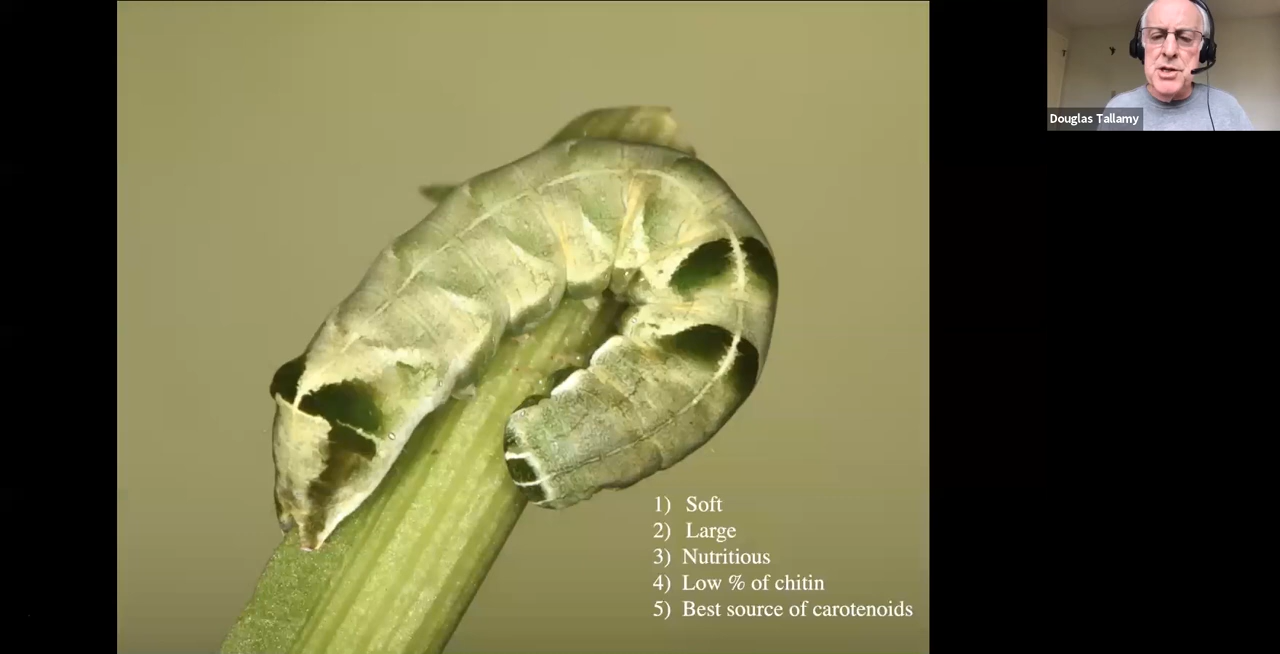 Douglas Tallamy
1) Soft
2) Large
3) Nutritious
4) Low % of chitin
5) Best source of carotenoids